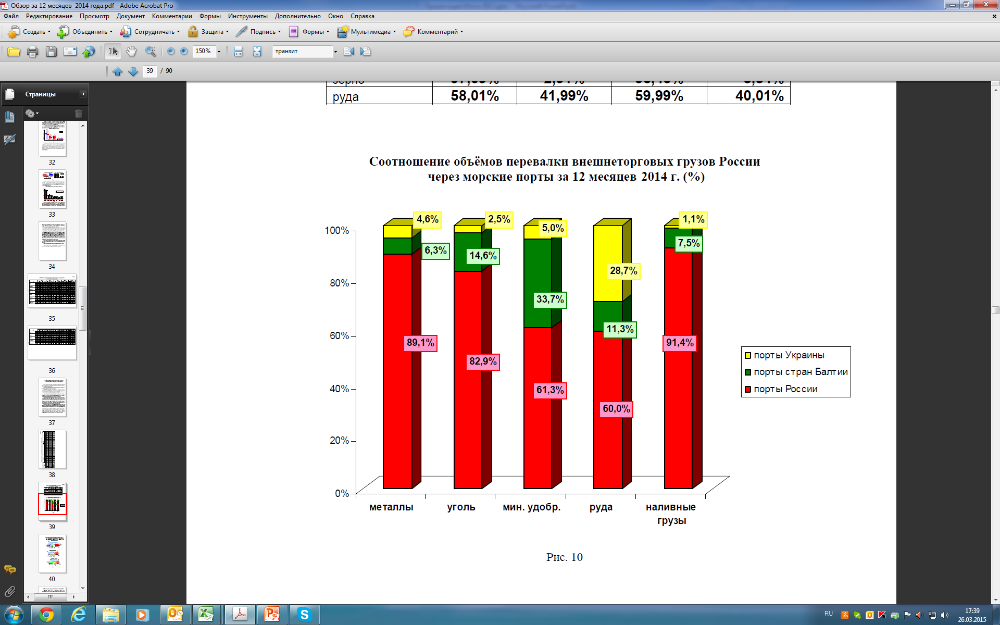 Обзор за 12 месяцев  2014 года.pdf - Adobe Acrobat Pro
Файл Редактирование Просмотр Документ Комментарии Формы Инструменты Дополнительно Окно Справка
Создать Объединить Сотрудничать Защита Подпись Формы Мультимедиа Комментарий
150% транзит
39 / 90
Страницы
32
33
34
35
36
37
38
39
40
руда 58,01% 41,99% 59,99% 40,01%
Соотношение объёмов перевалки внешнеторговых грузов России
через морские порты за 12 месяцев 2014 г. (%)
100%
80%
60%
40%
20%
0%
4,6% 2,5% 5,0% 28,7% 1,1%
6,3% 14,6% 33,7% 11,3% 7,5%
89,1% 82,9% 61,3% 60,0% 91,4%
металлы уголь мин. удобр. руда наливные
грузы
порты Украины
порты стран Балтии
порты России
Рис. 10
RU
17:39
26.03.2015